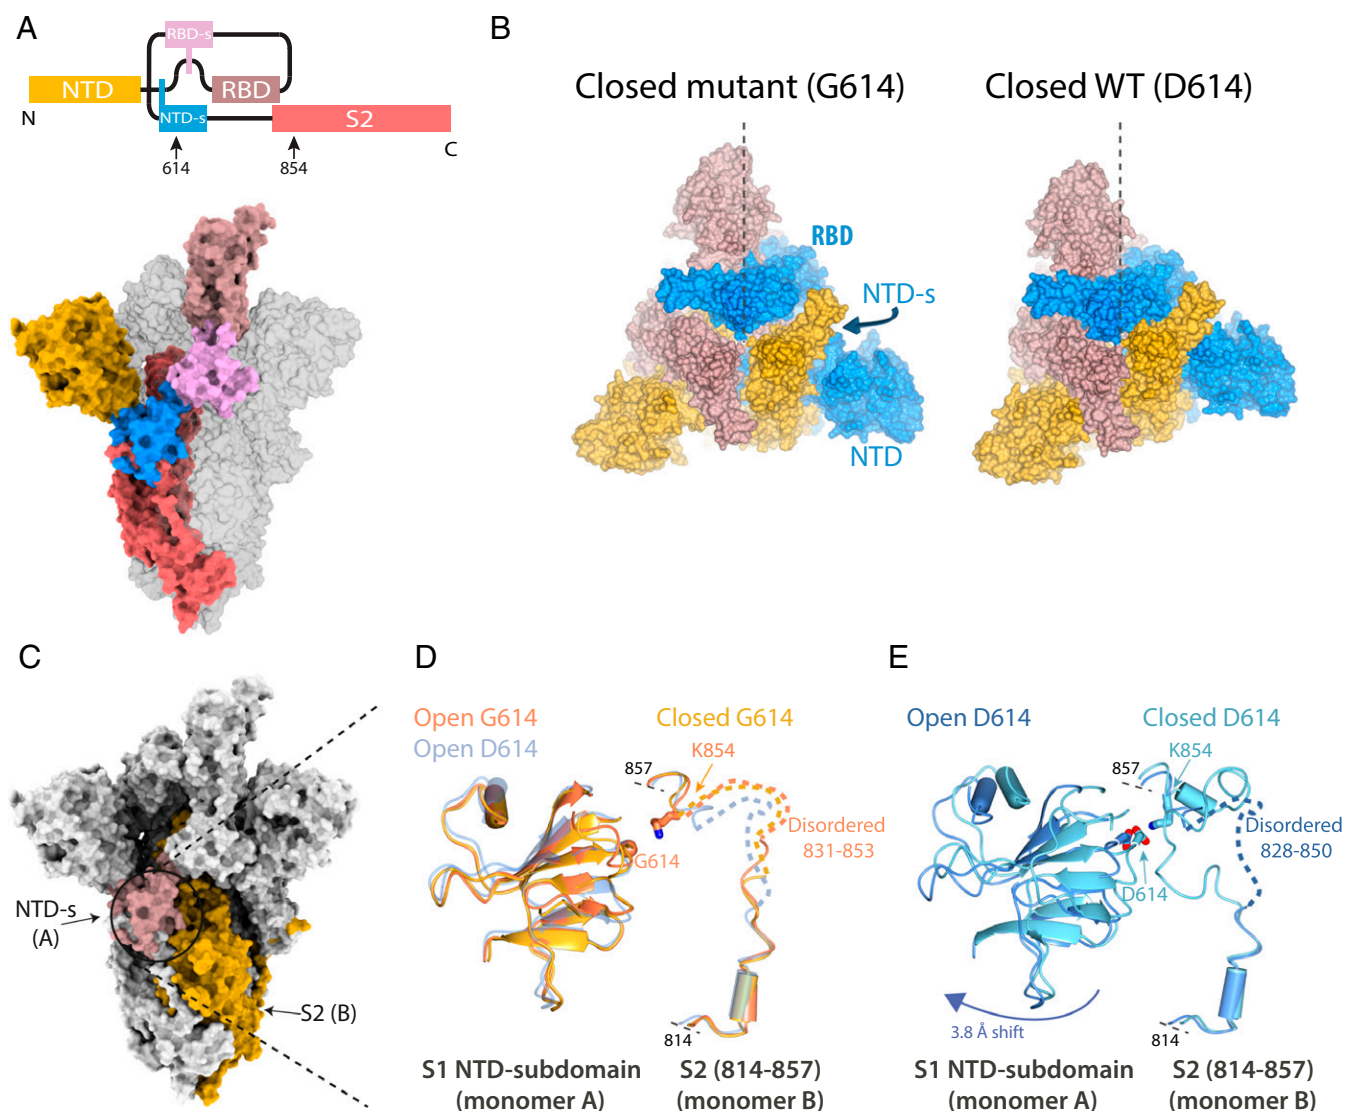 A
RBD-s
NTD
RBD
NTD-s
S2
N
C
614
854
B
Closed mutant (G614)
Closed WT (D614)
RBD
NTD-s
NTD
C
NTD-s
(A)
S2 (B)
D
Open G614
Open D614
Closed G614
K854
857
G614
Disordered
831-853
814
S1 NTD-subdomain
(monomer A)
S2 (814-857)
(monomer B)
E
Open D614
Closed D614
K854
857
D614
Disordered
828-850
3.8 Å shift
814
S1 NTD-subdomain
(monomer A)
S2 (814-857)
(monomer B)